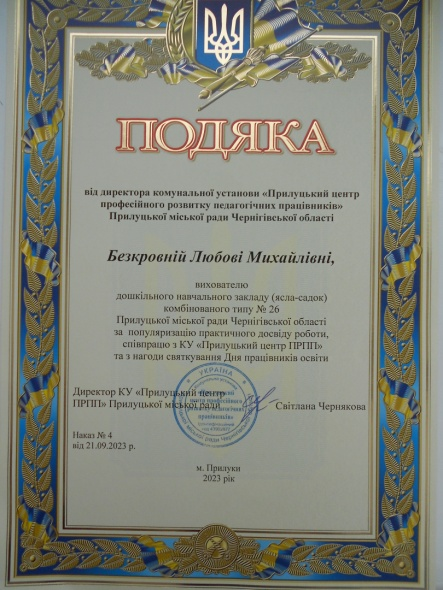 ПОДЯКА
від директора комунальної установи «Прилуцький центр
професійного розвитку педагогічних працівників»
Прилуцької міської ради Чернігівської області
Безкровній Любові Михайлівні,
вихователю
дошкільного навчального закладу (ясла-садок)
комбінованого типу № 26
Прилуцької міської ради Чернігівської області
за популяризацію практичного досвіду роботи,
співпрацю з КУ «Прилуцький центр ПРПП»
та з нагоди святкування Дня працівників освіти
УКРАЇНА
Директор КУ «Прилуцький центр
ПРПП» Прилуцької міської ради
Світлана Чернякова
Наказ № 4
від 21.09.2023 р.
м. Прилуки
2023 рік